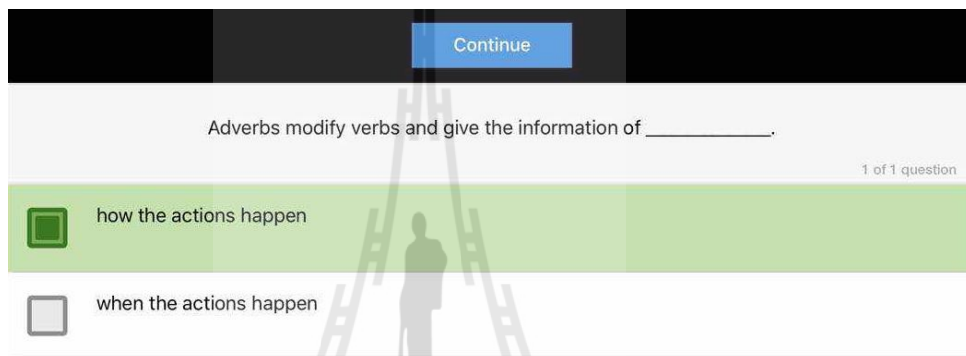 Continue
Adverbs modify verbs and give the information of ____________.
1 of 1 question
how the actions happen
when the actions happen